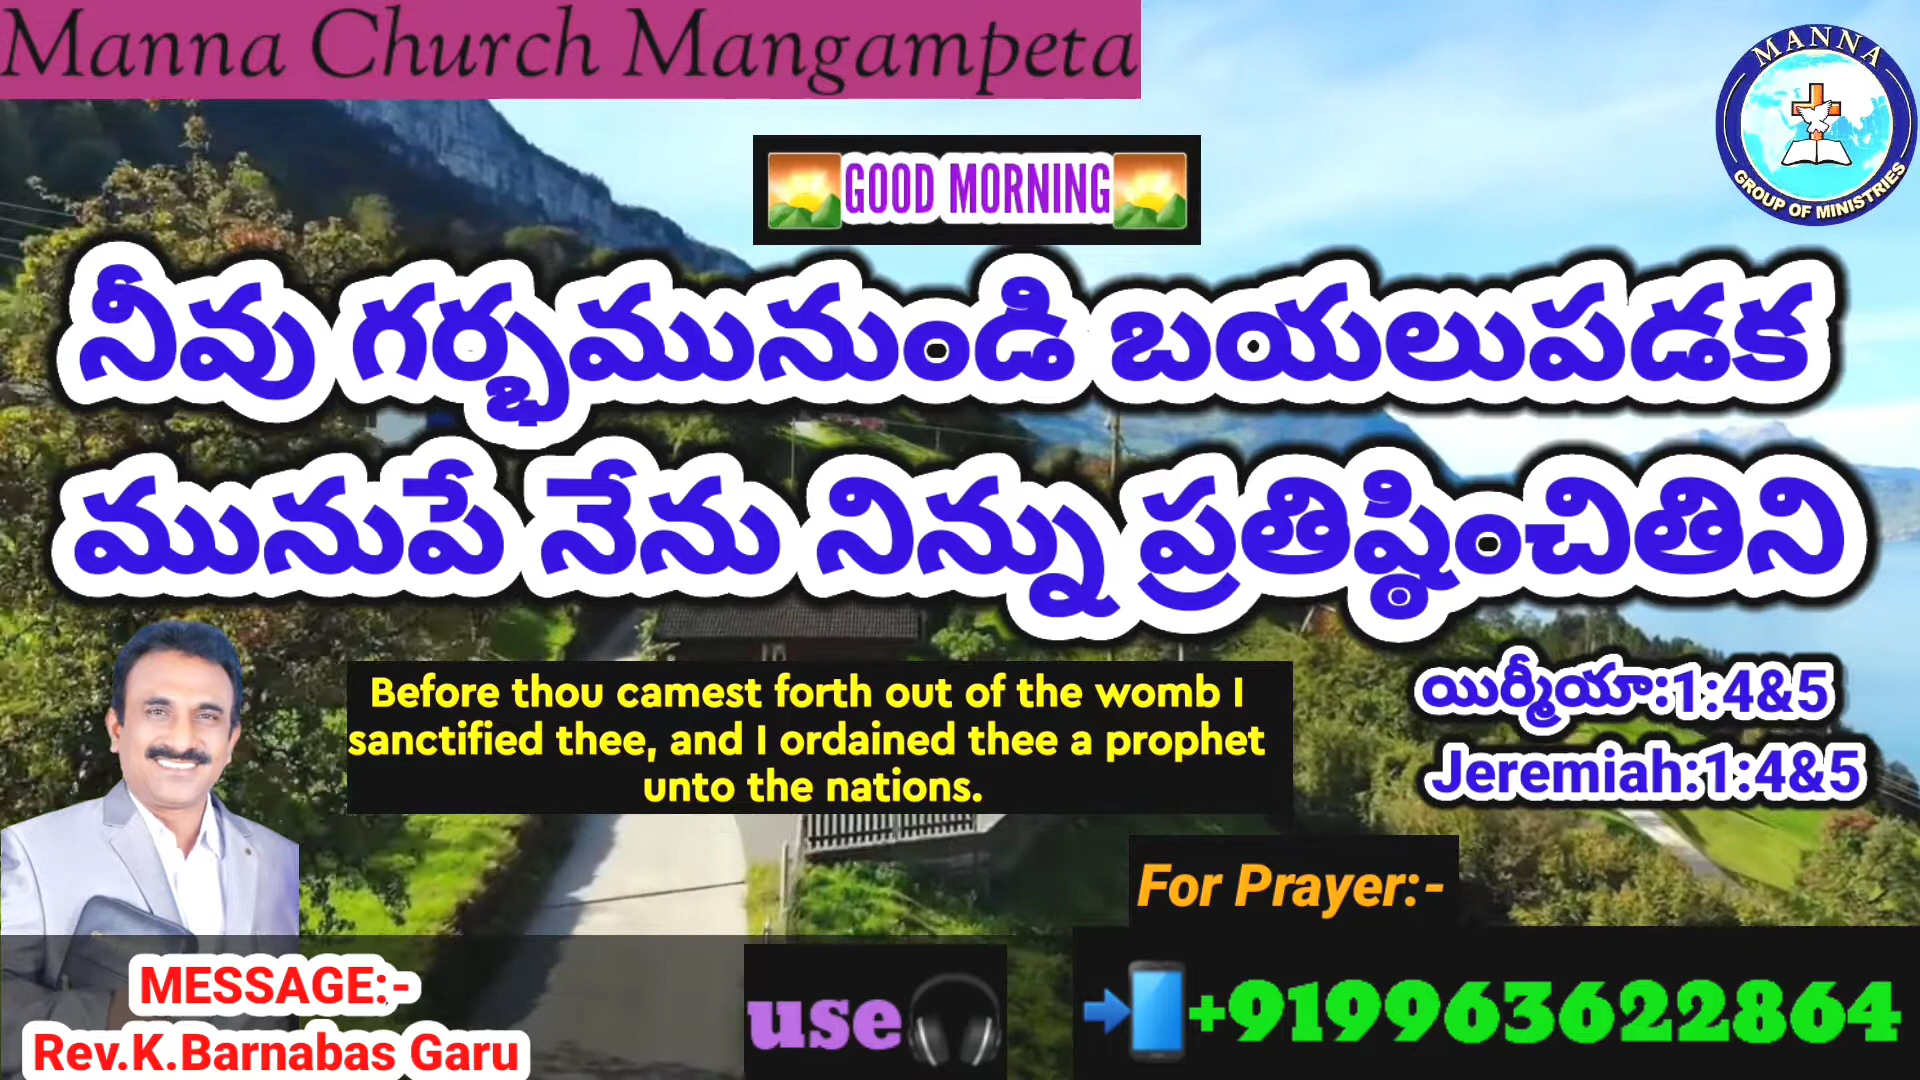 Manna Church Mangampeta
MANNA
GROUP OF MINISTRIES
GOOD MORNING
నీవు గర్భమునుండి బయలుపడక
మునుపే నేను నిన్ను ప్రతిష్ఠించితిని
Before thou camest forth out of the womb I
sanctified thee, and I ordained thee a prophet
unto the nations.
యిర్మీయా:1:4&5
Jeremiah:1:4&5
For Prayer:-
+919963622864
use
MESSAGE:-
Rev.K.Barnabas Garu